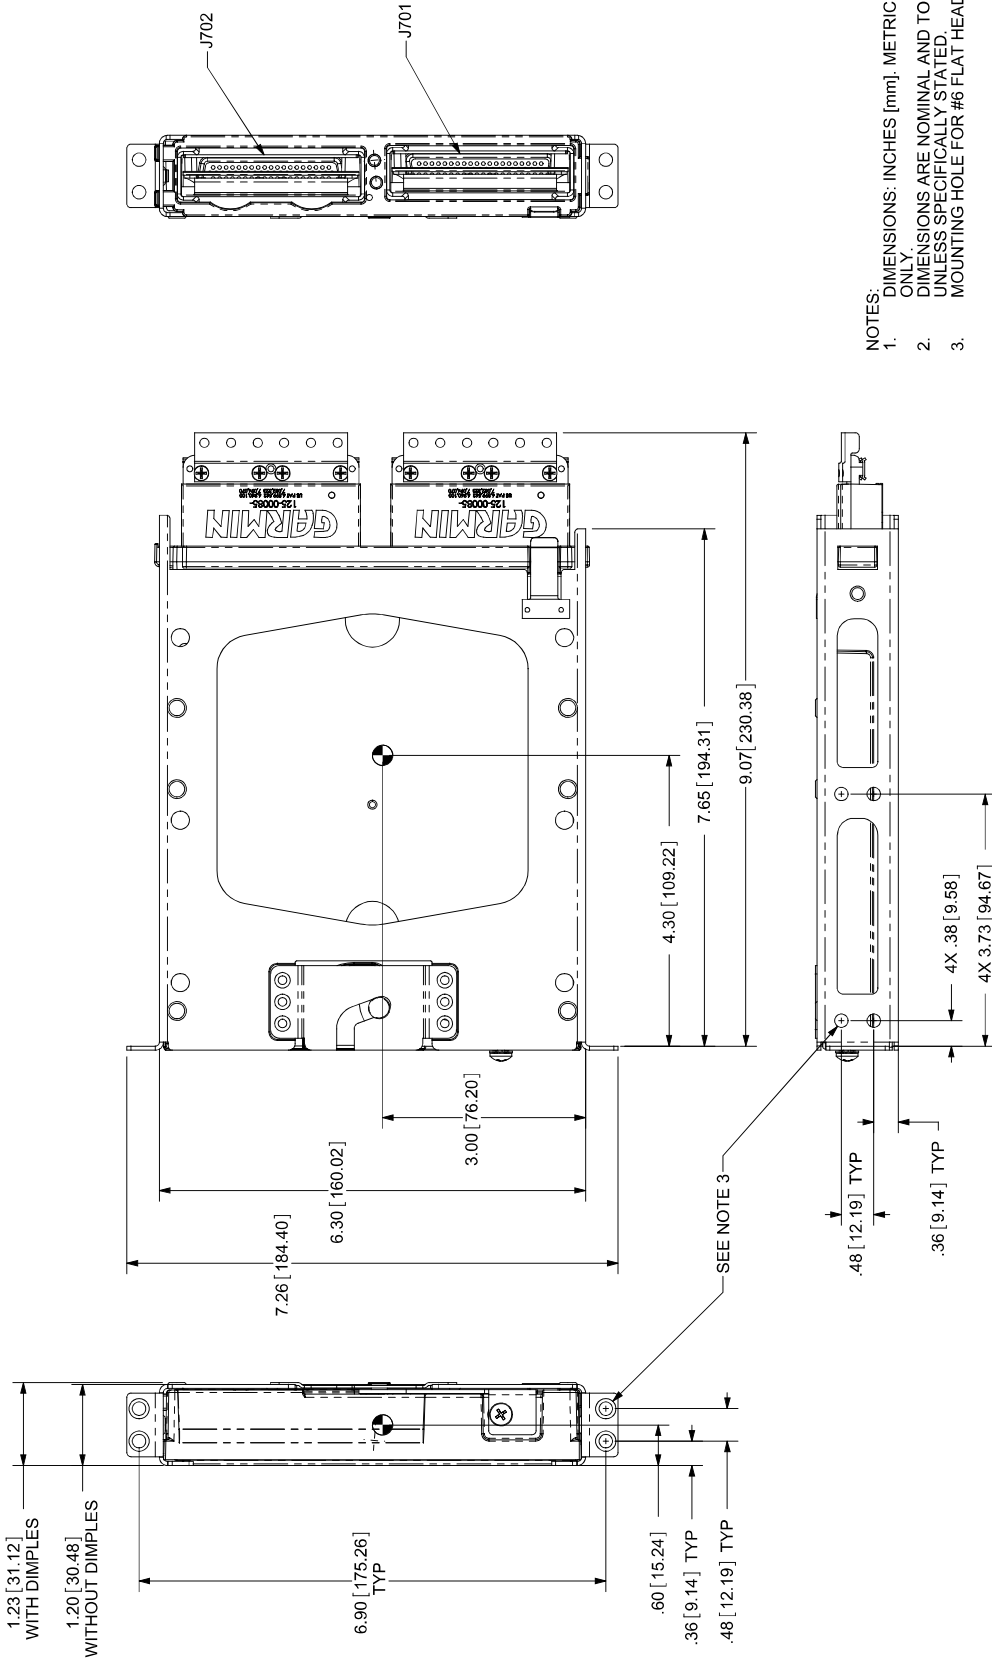 J702
J701
NOTES:
1. DIMENSIONS: INCHES [mm]. METRIC
ONLY.
2. DIMENSIONS ARE NOMINAL AND TO
UNLESS SPECIFICALLY STATED.
3. MOUNTING HOLE FOR #6 FLAT HEAD
GARMIN
125-00085-
GARMIN
125-00085-
4.30 [109.22]
7.65 [194.31]
9.07 [230.38]
3.00 [76.20]
6.30 [160.02]
7.26 [184.40]
4X .38 [9.58]
4X 3.73 [94.67]
.48 [12.19] TYP
.36 [9.14] TYP
SEE NOTE 3
1.23 [31.12]
WITH DIMPLES
1.20 [30.48]
WITHOUT DIMPLES
6.90 [175.26]
TYP
.60 [15.24]
.36 [9.14] TYP
.48 [12.19] TYP